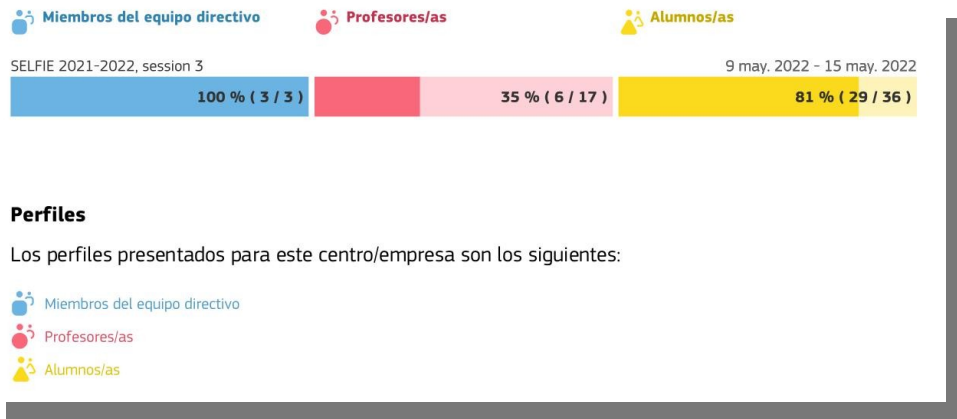 Miembros del equipo directivo Profesores/as Alumnos/as
SELFIE 2021-2022, session 3 9 may. 2022 - 15 may. 2022
100 % ( 3 / 3 ) 35 % ( 6 / 17 ) 81 % ( 29 / 36 )
Perfiles
Los perfiles presentados para este centro/empresa son los siguientes:
Miembros del equipo directivo
Profesores/as
Alumnos/as